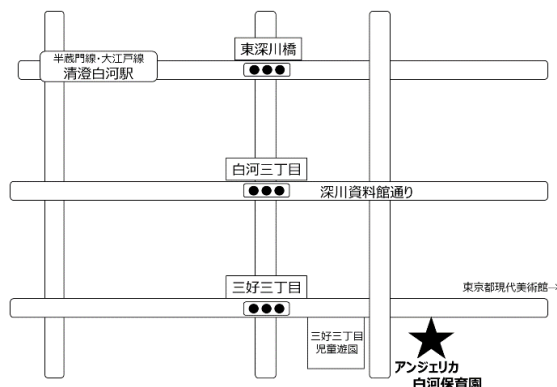 東深川橋
半蔵門線・大江戸線
清澄白河駅
白河三丁目
深川資料館通り
三好三丁目
東京都現代美術館→
三好三丁目
児童遊園
アンジェリカ
白河保育園